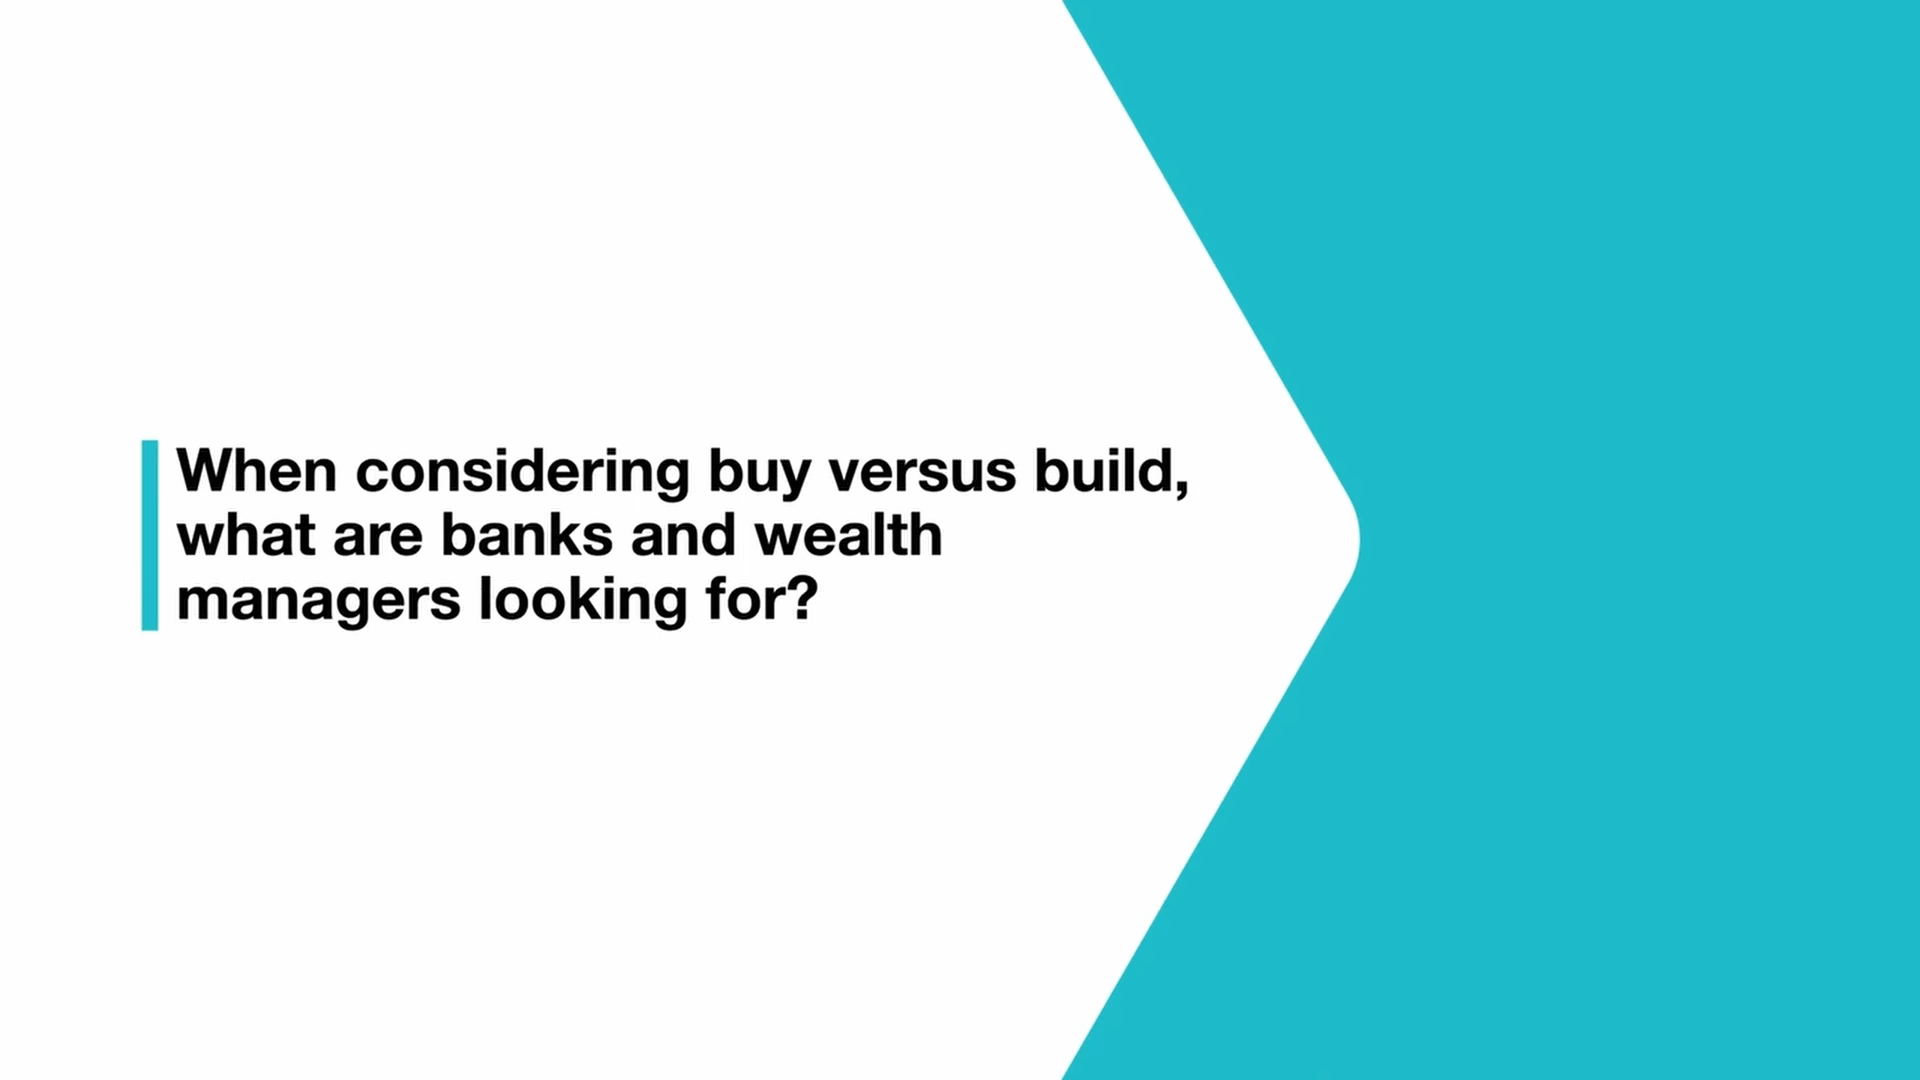 When considering buy versus build,
what are banks and wealth
managers looking for?